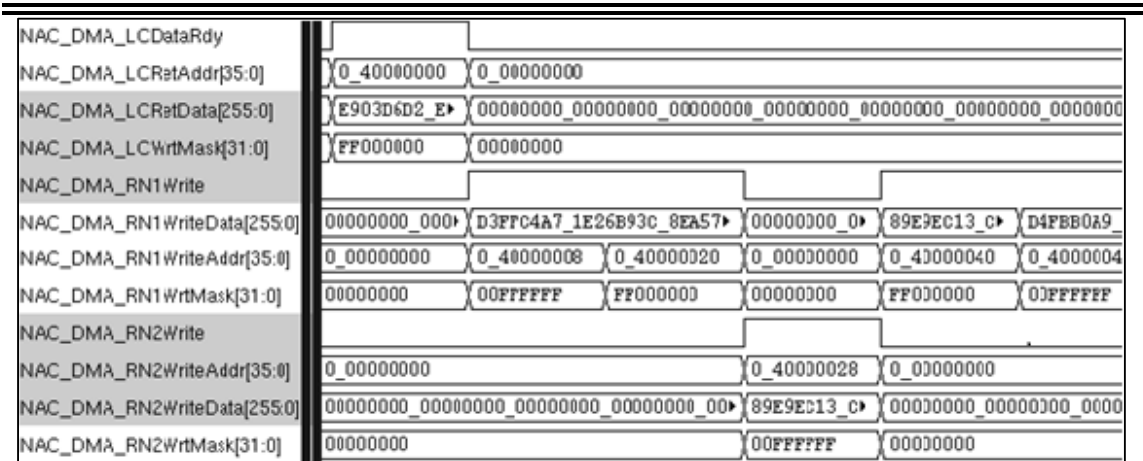 NAC_DMA_LCDataRdy
NAC_DMA_LCRetAddr[35:0] 0_40000000 0_00000000
NAC_DMA_LCRetData[255:0] E903D6D2_E 00000000_00000000_00000000_00000000_00000000_00000000_0000000
NAC_DMA_LCWrtMask[31:0] FF000000 00000000
NAC_DMA_RN1Write
NAC_DMA_RN1WriteData[255:0] 00000000_000 D3FFC4A7_1E26B93C_8EA57 00000000_0 89E9EC13_C D4FBB0A9_
NAC_DMA_RN1WriteAddr[35:0] 0_00000000 0_40000008 0_40000020 0_00000000 0_40000040 0_4000004
NAC_DMA_RN1WrtMask[31:0] 00000000 00FFFFFF FF000000 00000000 FF000000 00FFFFFF
NAC_DMA_RN2Write
NAC_DMA_RN2WriteAddr[35:0] 0_00000000 0_40000028 0_00000000
NAC_DMA_RN2WriteData[255:0] 00000000_00000000_00000000_00000000_00 89E9EC13_C 00000000_00000000_0000
NAC_DMA_RN2WrtMask[31:0] 00000000 00FFFFFF 00000000